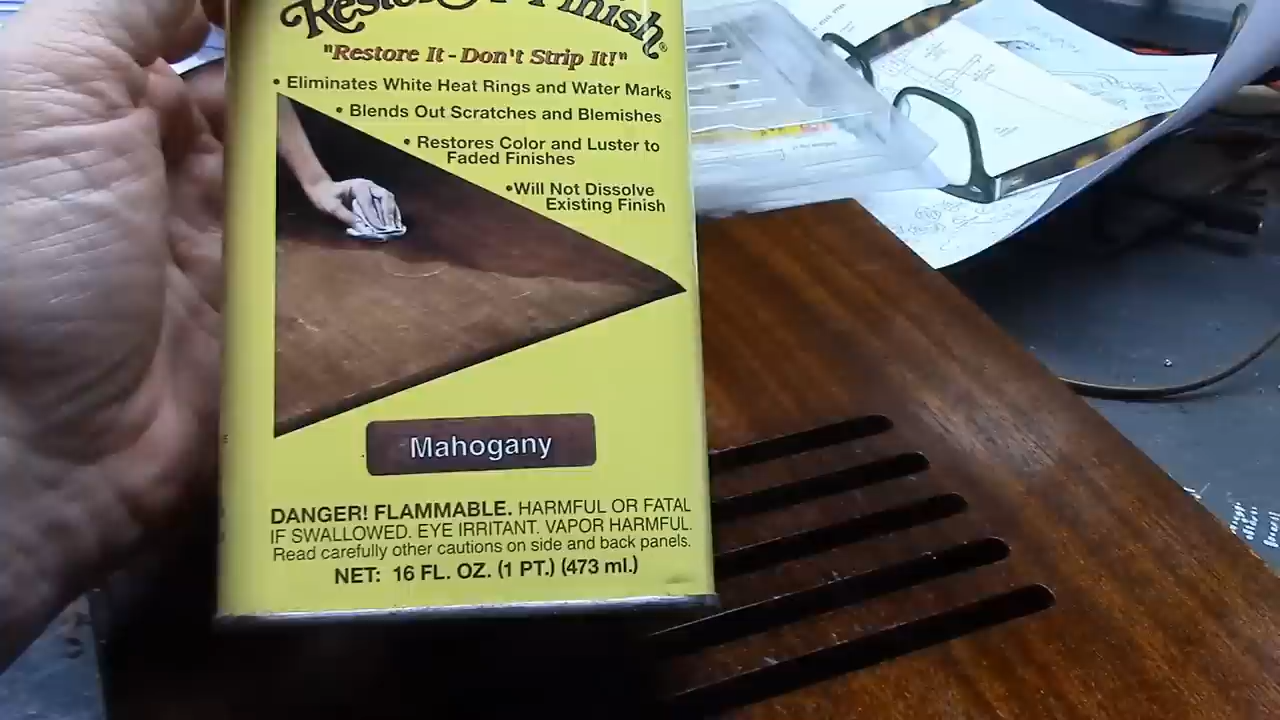 Restor-A-Finish®
"Restore It - Don't Strip It!"
• Eliminates White Heat Rings and Water Marks
• Blends Out Scratches and Blemishes
• Restores Color and Luster to
Faded Finishes
•Will Not Dissolve
Existing Finish
Mahogany
DANGER! FLAMMABLE. HARMFUL OR FATAL
IF SWALLOWED. EYE IRRITANT. VAPOR HARMFUL.
Read carefully other cautions on side and back panels.
NET: 16 FL. OZ. (1 PT.) (473 ml.)